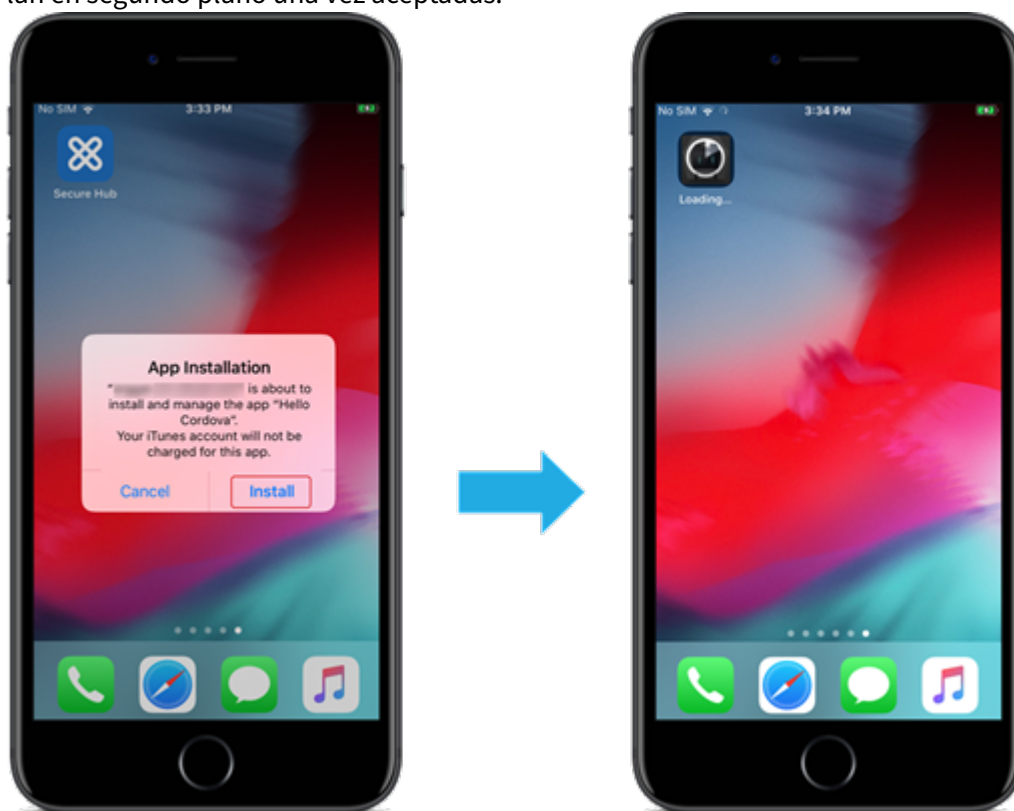 lan en segundo plano una vez aceptadas.
No SIM 3:33 PM
Secure Hub
App Installation
" is about to
install and manage the app "Hello
Cordova".
Your iTunes account will not be
charged for this app.
Cancel Install
No SIM 3:34 PM
Loading...